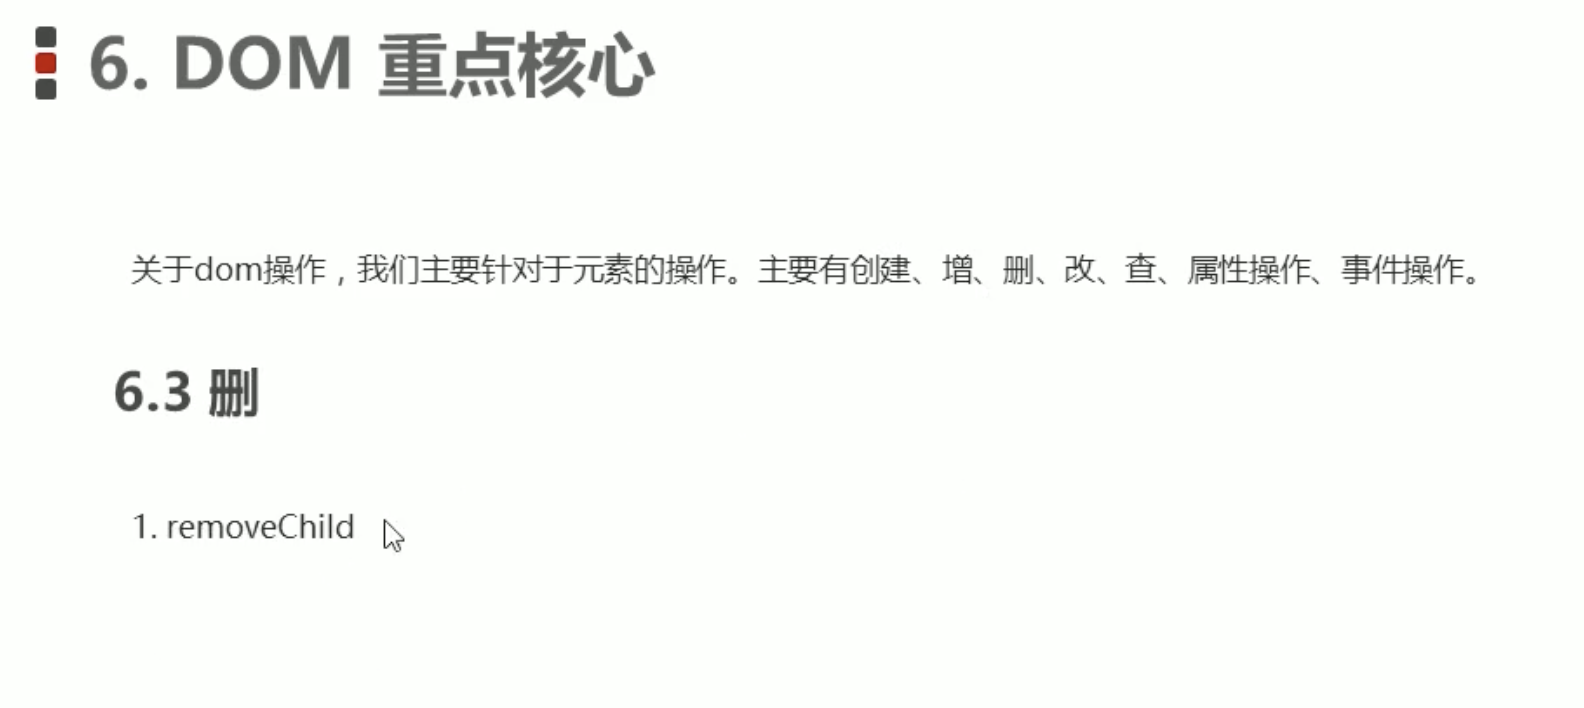 6. DOM 重点核心
关于dom操作，我们主要针对于元素的操作。主要有创建、增、删、改、查、属性操作、事件操作。
6.3 删
1. removeChild